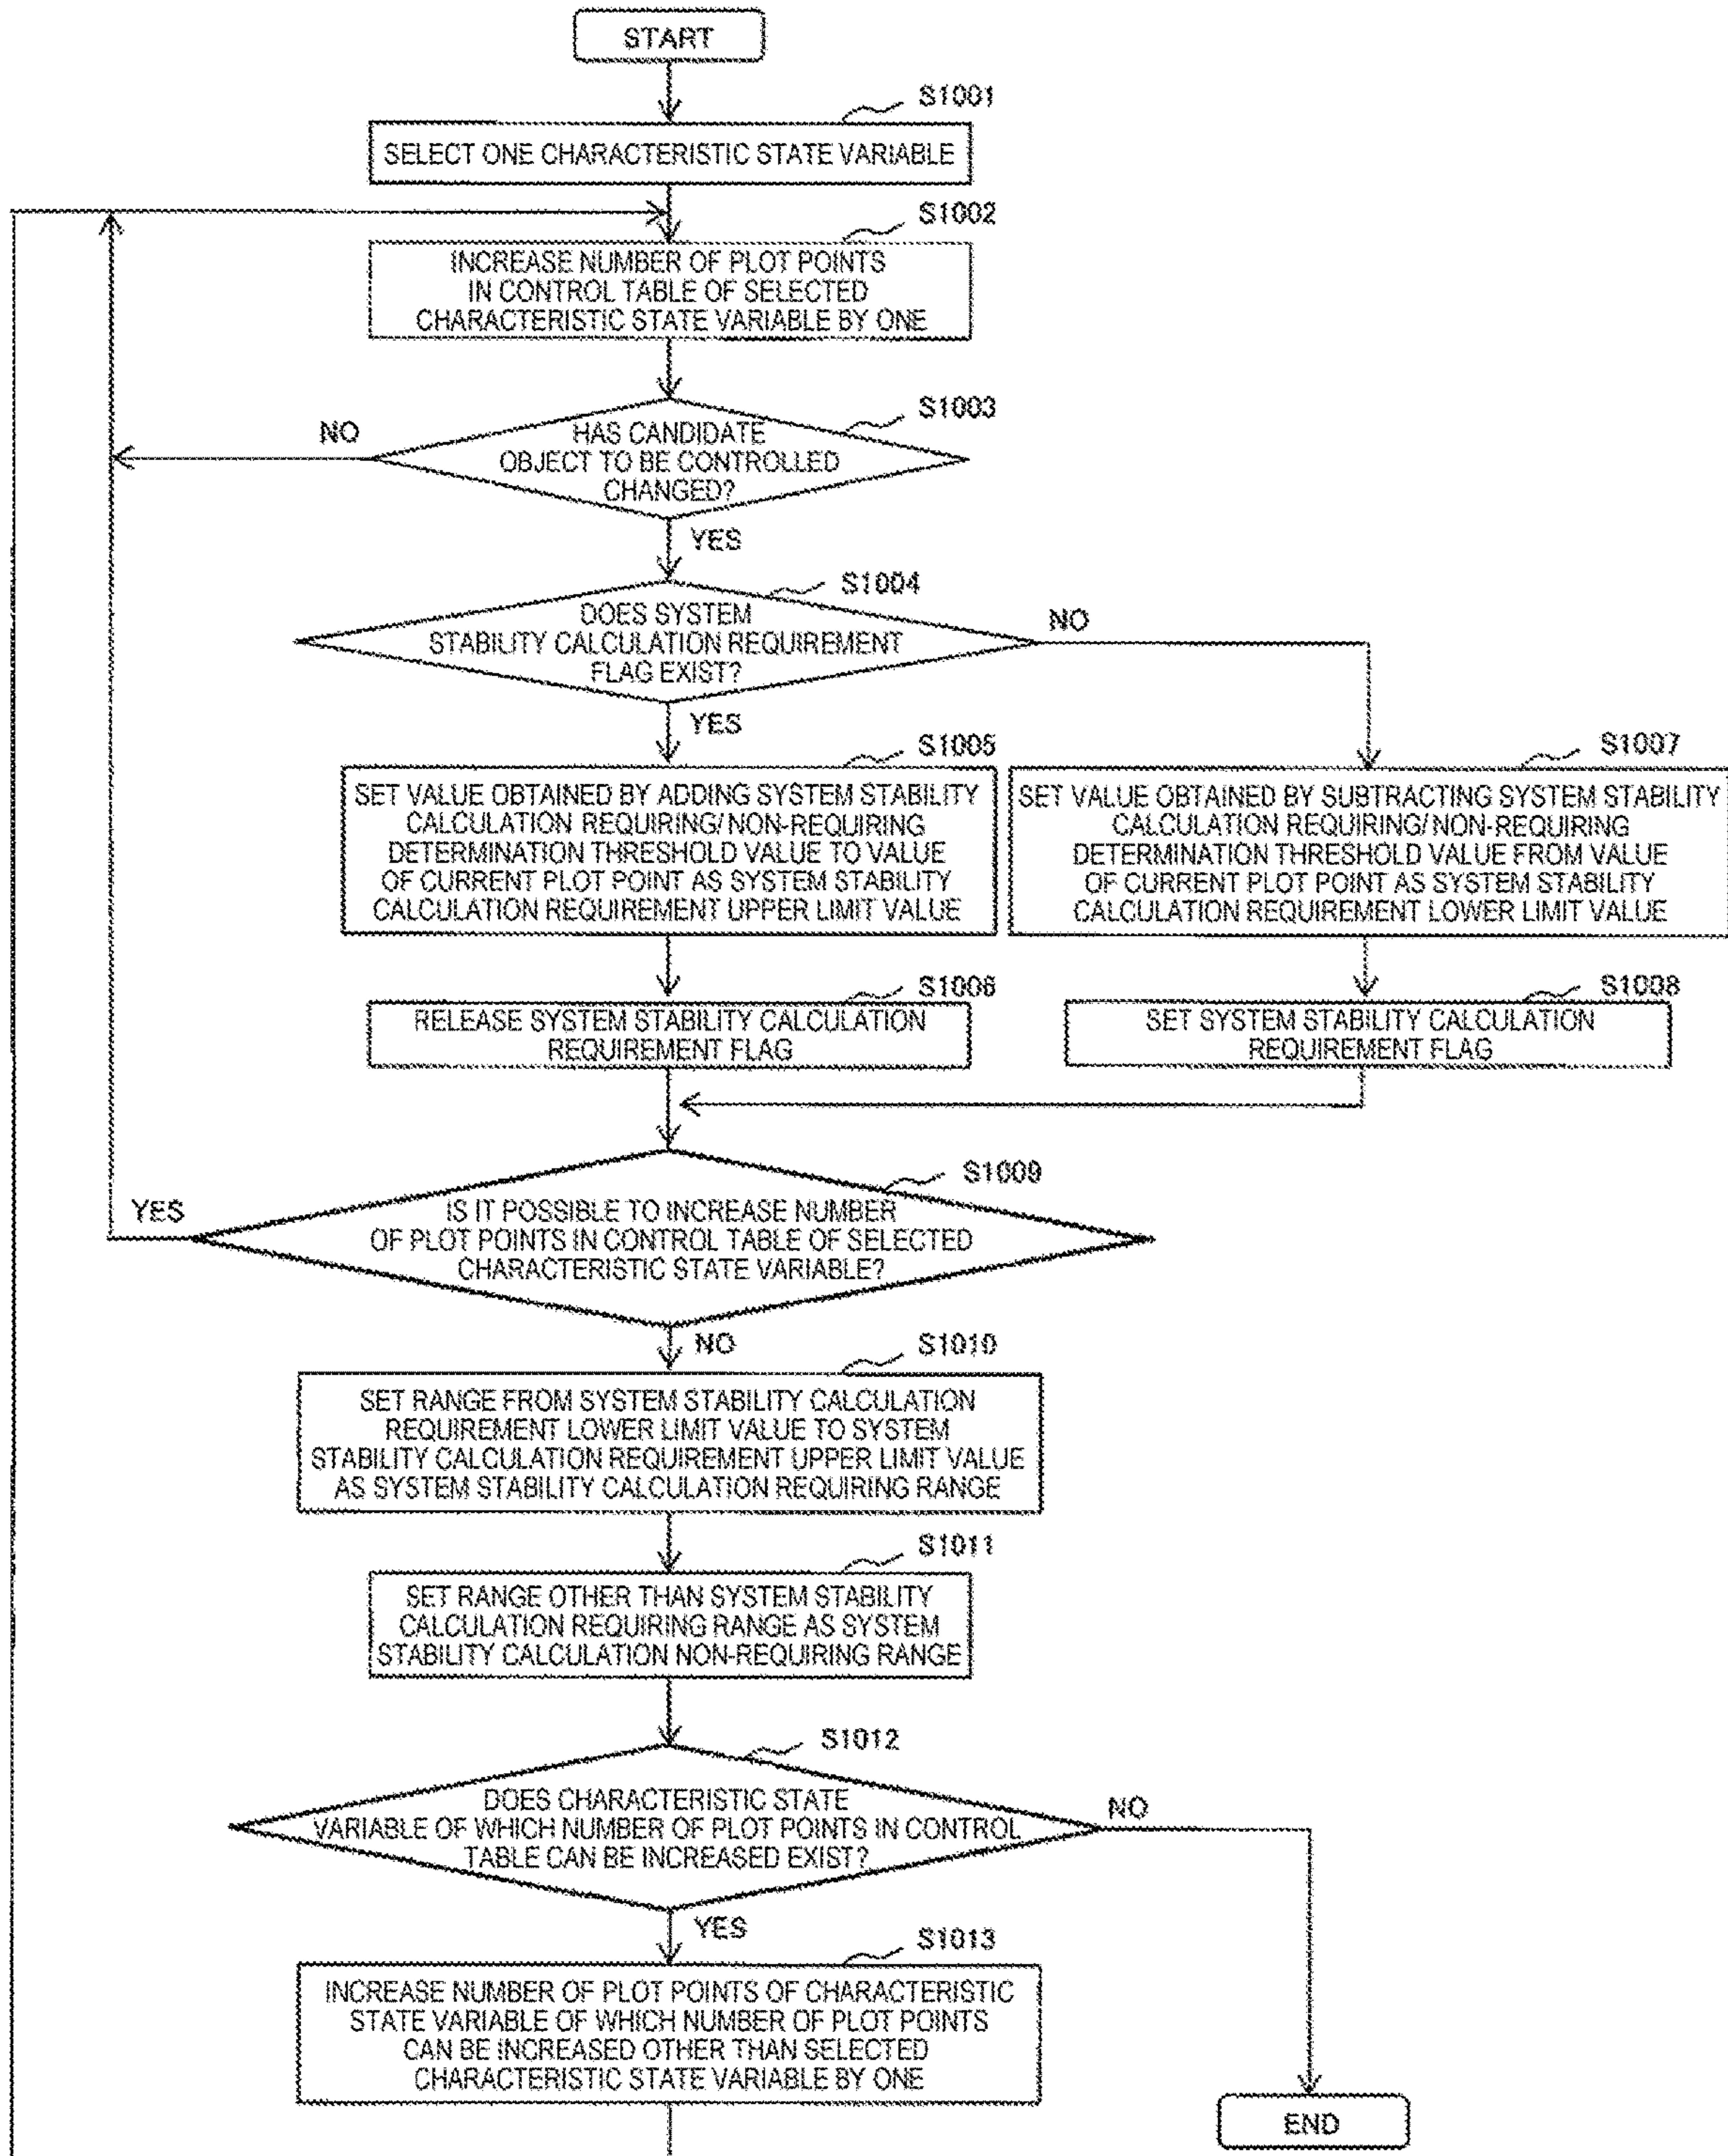 START
S1001
SELECT ONE CHARACTERISTIC STATE VARIABLE
S1002
INCREASE NUMBER OF PLOT POINTS
IN CONTROL TABLE OF SELECTED
CHARACTERISTIC STATE VARIABLE BY ONE
S1003
NO
HAS CANDIDATE
OBJECT TO BE CONTROLLED
CHANGED?
YES
S1004
DOES SYSTEM
STABILITY CALCULATION REQUIREMENT
FLAG EXIST?
NO
YES
S1005
SET VALUE OBTAINED BY ADDING SYSTEM STABILITY
CALCULATION REQUIRING/NON-REQUIRING
DETERMINATION THRESHOLD VALUE TO VALUE
OF CURRENT PLOT POINT AS SYSTEM STABILITY
CALCULATION REQUIREMENT UPPER LIMIT VALUE
S1007
SET VALUE OBTAINED BY SUBTRACTING SYSTEM STABILITY
CALCULATION REQUIRING/NON-REQUIRING
DETERMINATION THRESHOLD VALUE FROM VALUE
OF CURRENT PLOT POINT AS SYSTEM STABILITY
CALCULATION REQUIREMENT LOWER LIMIT VALUE
S1006
RELEASE SYSTEM STABILITY CALCULATION
REQUIREMENT FLAG
S1008
SET SYSTEM STABILITY CALCULATION
REQUIREMENT FLAG
S1009
YES
IS IT POSSIBLE TO INCREASE NUMBER
OF PLOT POINTS IN CONTROL TABLE OF SELECTED
CHARACTERISTIC STATE VARIABLE?
NO
S1010
SET RANGE FROM SYSTEM STABILITY CALCULATION
REQUIREMENT LOWER LIMIT VALUE TO SYSTEM
STABILITY CALCULATION REQUIREMENT UPPER LIMIT VALUE
AS SYSTEM STABILITY CALCULATION REQUIRING RANGE
S1011
SET RANGE OTHER THAN SYSTEM STABILITY
CALCULATION REQUIRING RANGE AS SYSTEM
STABILITY CALCULATION NON-REQUIRING RANGE
S1012
DOES CHARACTERISTIC STATE
VARIABLE OF WHICH NUMBER OF PLOT POINTS IN CONTROL
TABLE CAN BE INCREASED EXIST?
NO
YES
S1013
INCREASE NUMBER OF PLOT POINTS OF CHARACTERISTIC
STATE VARIABLE OF WHICH NUMBER OF PLOT POINTS
CAN BE INCREASED OTHER THAN SELECTED
CHARACTERISTIC STATE VARIABLE BY ONE
END